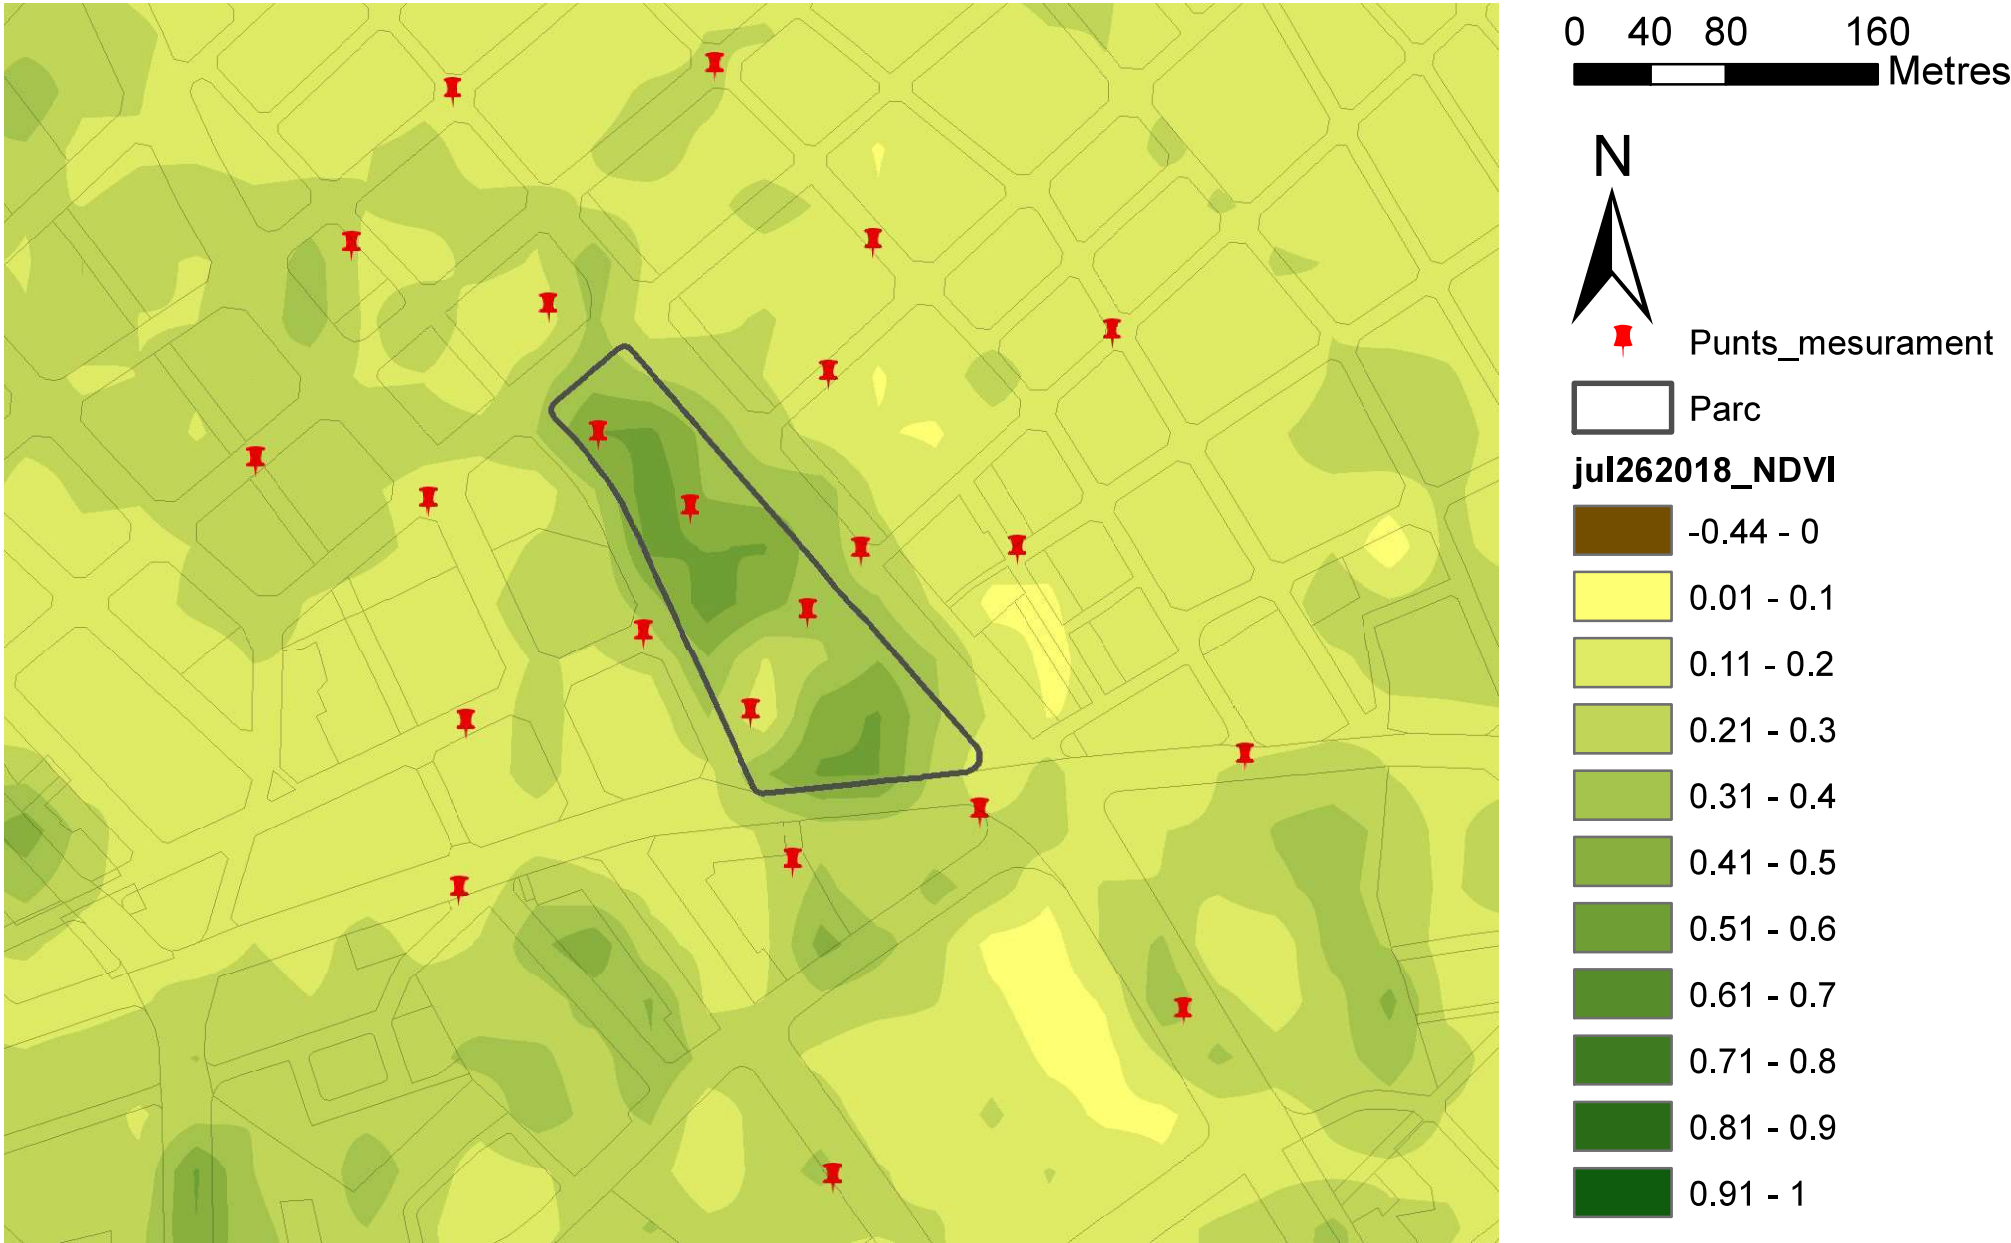 0 40 80 160
Metres
N
Punts_mesurament
Parc
jul262018_NDVI
-0.44 - 0
0.01 - 0.1
0.11 - 0.2
0.21 - 0.3
0.31 - 0.4
0.41 - 0.5
0.51 - 0.6
0.61 - 0.7
0.71 - 0.8
0.81 - 0.9
0.91 - 1